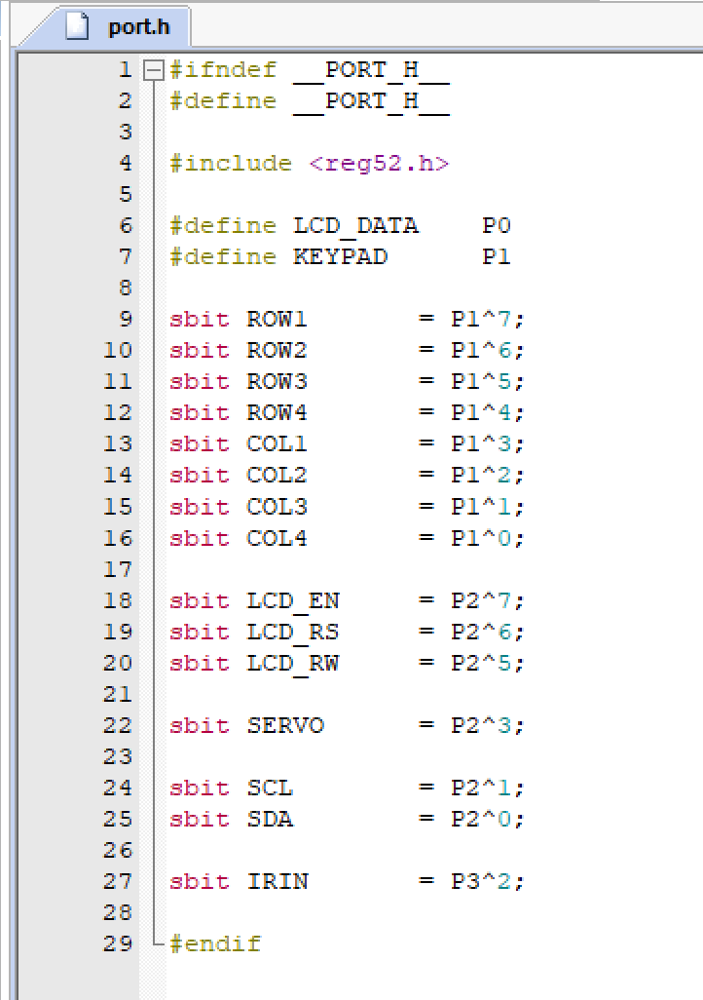 port.h
1 #ifndef __PORT_H__
2 #define __PORT_H__
3
4 #include <reg52.h>
5
6 #define LCD_DATA    P0
7 #define KEYPAD      P1
8
9 sbit ROW1       = P1^7;
10 sbit ROW2       = P1^6;
11 sbit ROW3       = P1^5;
12 sbit ROW4       = P1^4;
13 sbit COL1       = P1^3;
14 sbit COL2       = P1^2;
15 sbit COL3       = P1^1;
16 sbit COL4       = P1^0;
17
18 sbit LCD_EN     = P2^7;
19 sbit LCD_RS     = P2^6;
20 sbit LCD_RW     = P2^5;
21
22 sbit SERVO      = P2^3;
23
24 sbit SCL        = P2^1;
25 sbit SDA        = P2^0;
26
27 sbit IRIN       = P3^2;
28
29 #endif